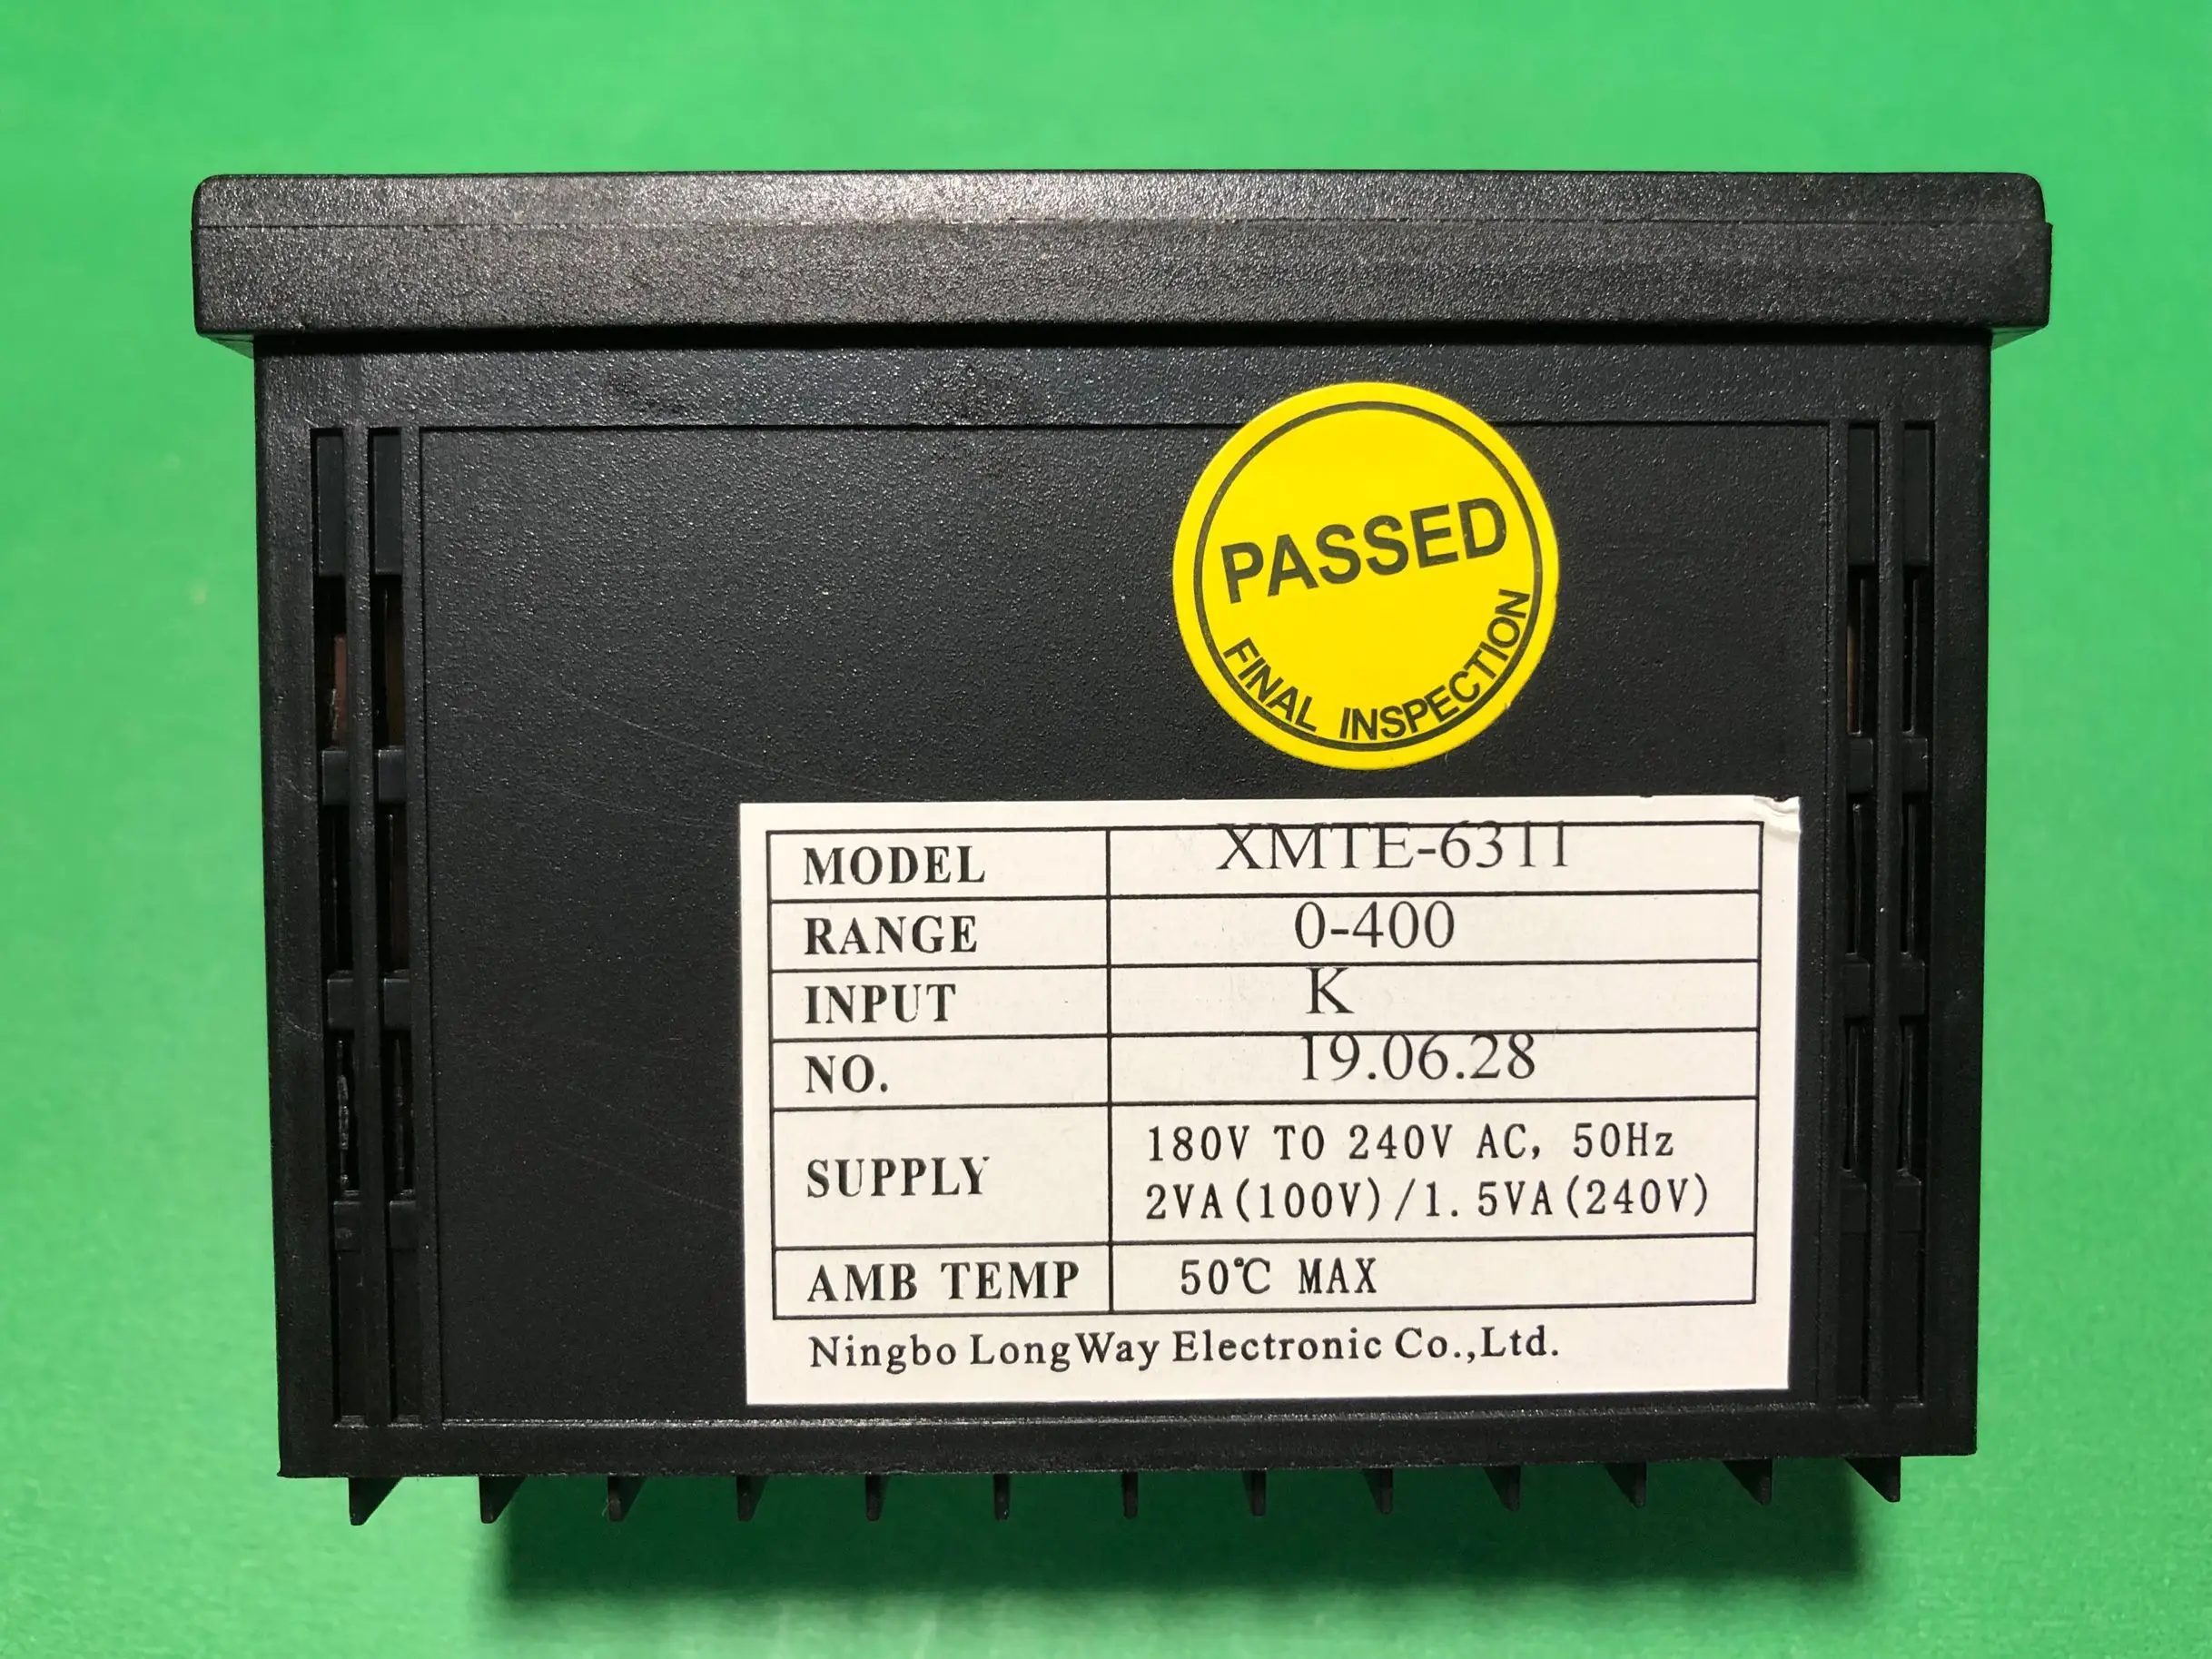 PASSED
FINAL INSPECTION
MODEL XMTE-6311
RANGE 0-400
INPUT K
NO. 19.06.28
SUPPLY 180V TO 240V AC, 50Hz
2VA(100V)/1.5VA(240V)
AMB TEMP 50℃ MAX
Ningbo LongWay Electronic Co.,Ltd.